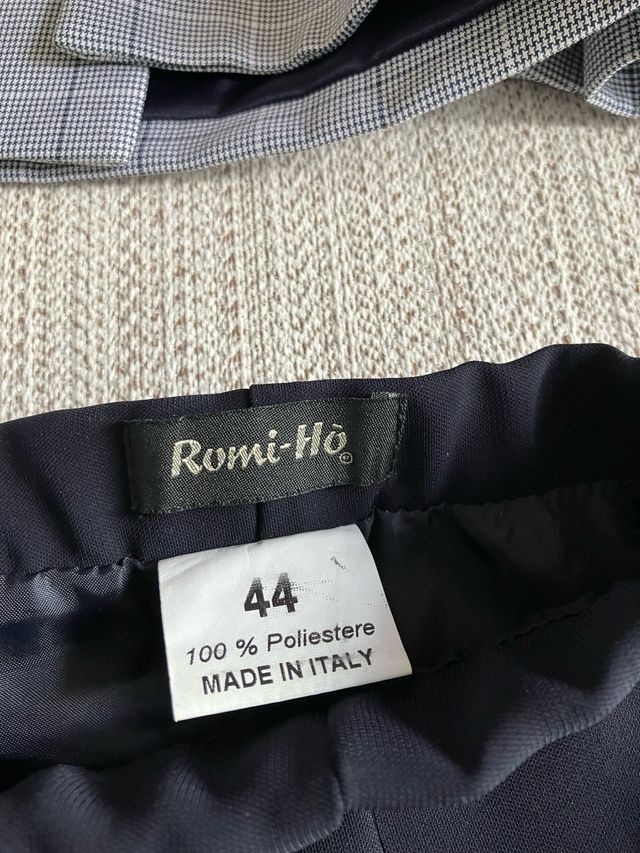 Romi-Hò©
44
100 % Poliestere
MADE IN ITALY